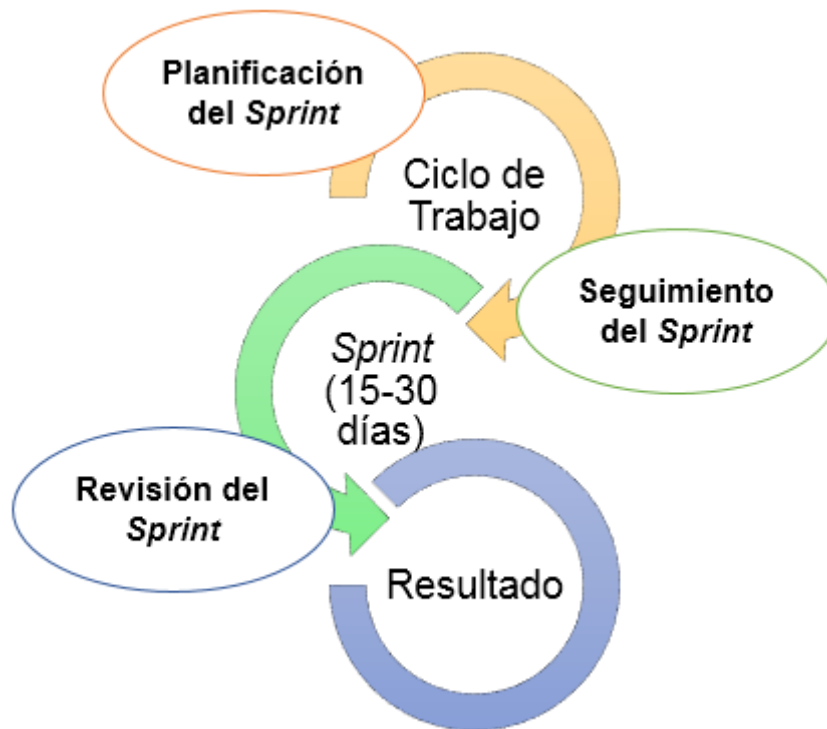 Planificación
del Sprint
Ciclo de
Trabajo
Seguimiento
del Sprint
Sprint
(15-30
días)
Revisión del
Sprint
Resultado